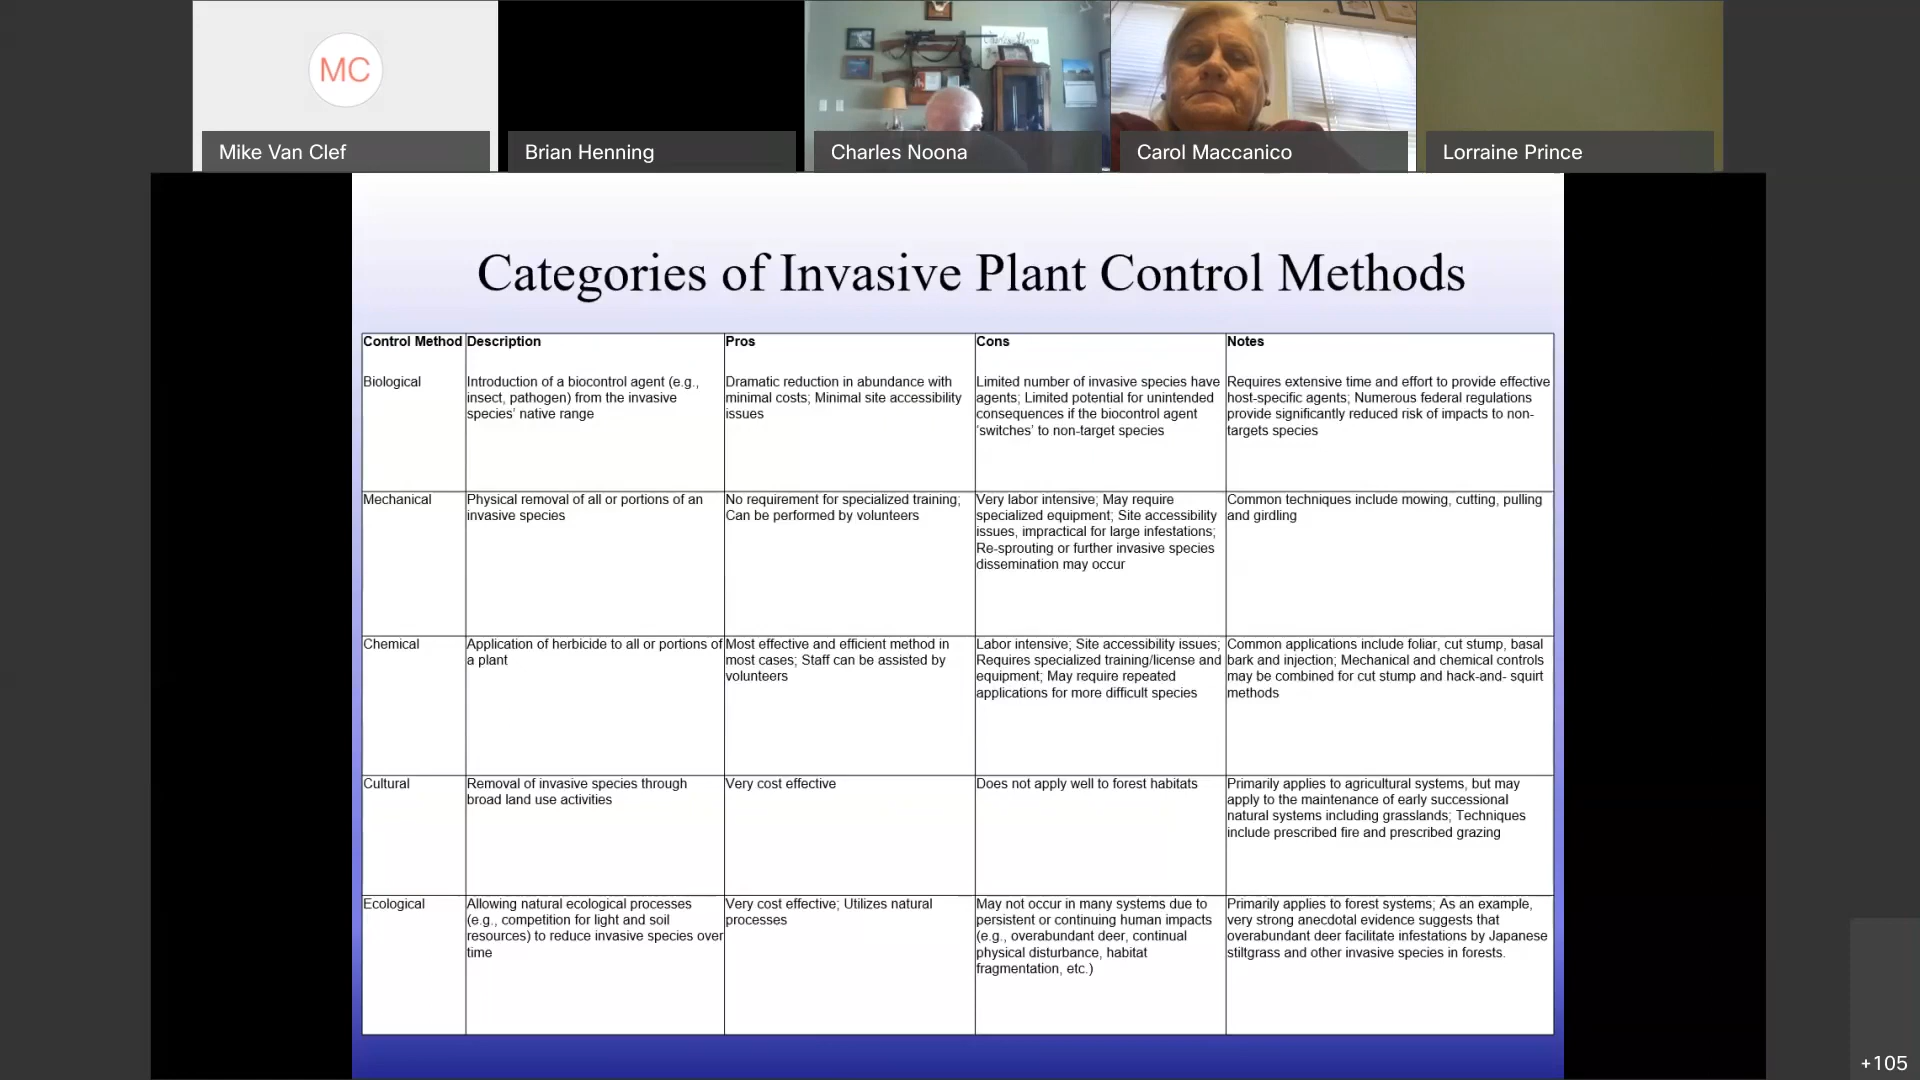 MC
Mike Van Clef
Brian Henning
Charles Noona
Carol Maccanico
Lorraine Prince
Categories of Invasive Plant Control Methods
Control Method
Description
Pros
Cons
Notes
Biological
Introduction of a biocontrol agent (e.g.,
insect, pathogen) from the invasive
species’ native range
Dramatic reduction in abundance with
minimal costs; Minimal site accessibility
issues
Limited number of invasive species have
agents; Limited potential for unintended
consequences if the biocontrol agent
‘switches’ to non-target species
Requires extensive time and effort to provide effective
host-specific agents; Numerous federal regulations
provide significantly reduced risk of impacts to non-
targets species
Mechanical
Physical removal of all or portions of an
invasive species
No requirement for specialized training;
Can be performed by volunteers
Very labor intensive; May require
specialized equipment; Site accessibility
issues, impractical for large infestations;
Re-sprouting or further invasive species
dissemination may occur
Common techniques include mowing, cutting, pulling
and girdling
Chemical
Application of herbicide to all or portions of
a plant
Most effective and efficient method in
most cases; Staff can be assisted by
volunteers
Labor intensive; Site accessibility issues;
Requires specialized training/license and
equipment; May require repeated
applications for more difficult species
Common applications include foliar, cut stump, basal
bark and injection; Mechanical and chemical controls
may be combined for cut stump and hack-and- squirt
methods
Cultural
Removal of invasive species through
broad land use activities
Very cost effective
Does not apply well to forest habitats
Primarily applies to agricultural systems, but may
apply to the maintenance of early successional
natural systems including grasslands; Techniques
include prescribed fire and prescribed grazing
Ecological
Allowing natural ecological processes
(e.g., competition for light and soil
resources) to reduce invasive species over
time
Very cost effective; Utilizes natural
processes
May not occur in many systems due to
persistent or continuing human impacts
(e.g., overabundant deer, continual
physical disturbance, habitat
fragmentation, etc.)
Primarily applies to forest systems; As an example,
very strong anecdotal evidence suggests that
overabundant deer facilitate infestations by Japanese
stiltgrass and other invasive species in forests.
+105